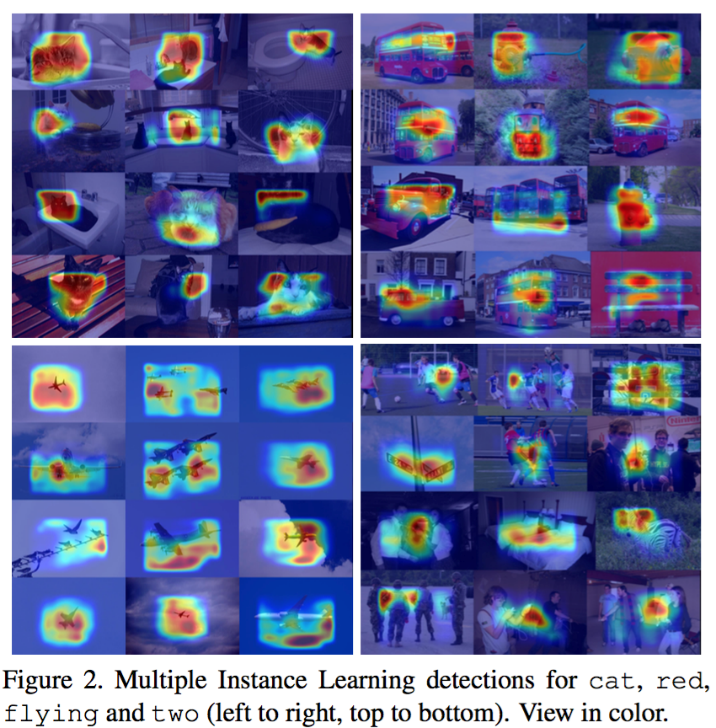 Figure 2. Multiple Instance Learning detections for cat, red,
flying and two (left to right, top to bottom). View in color.